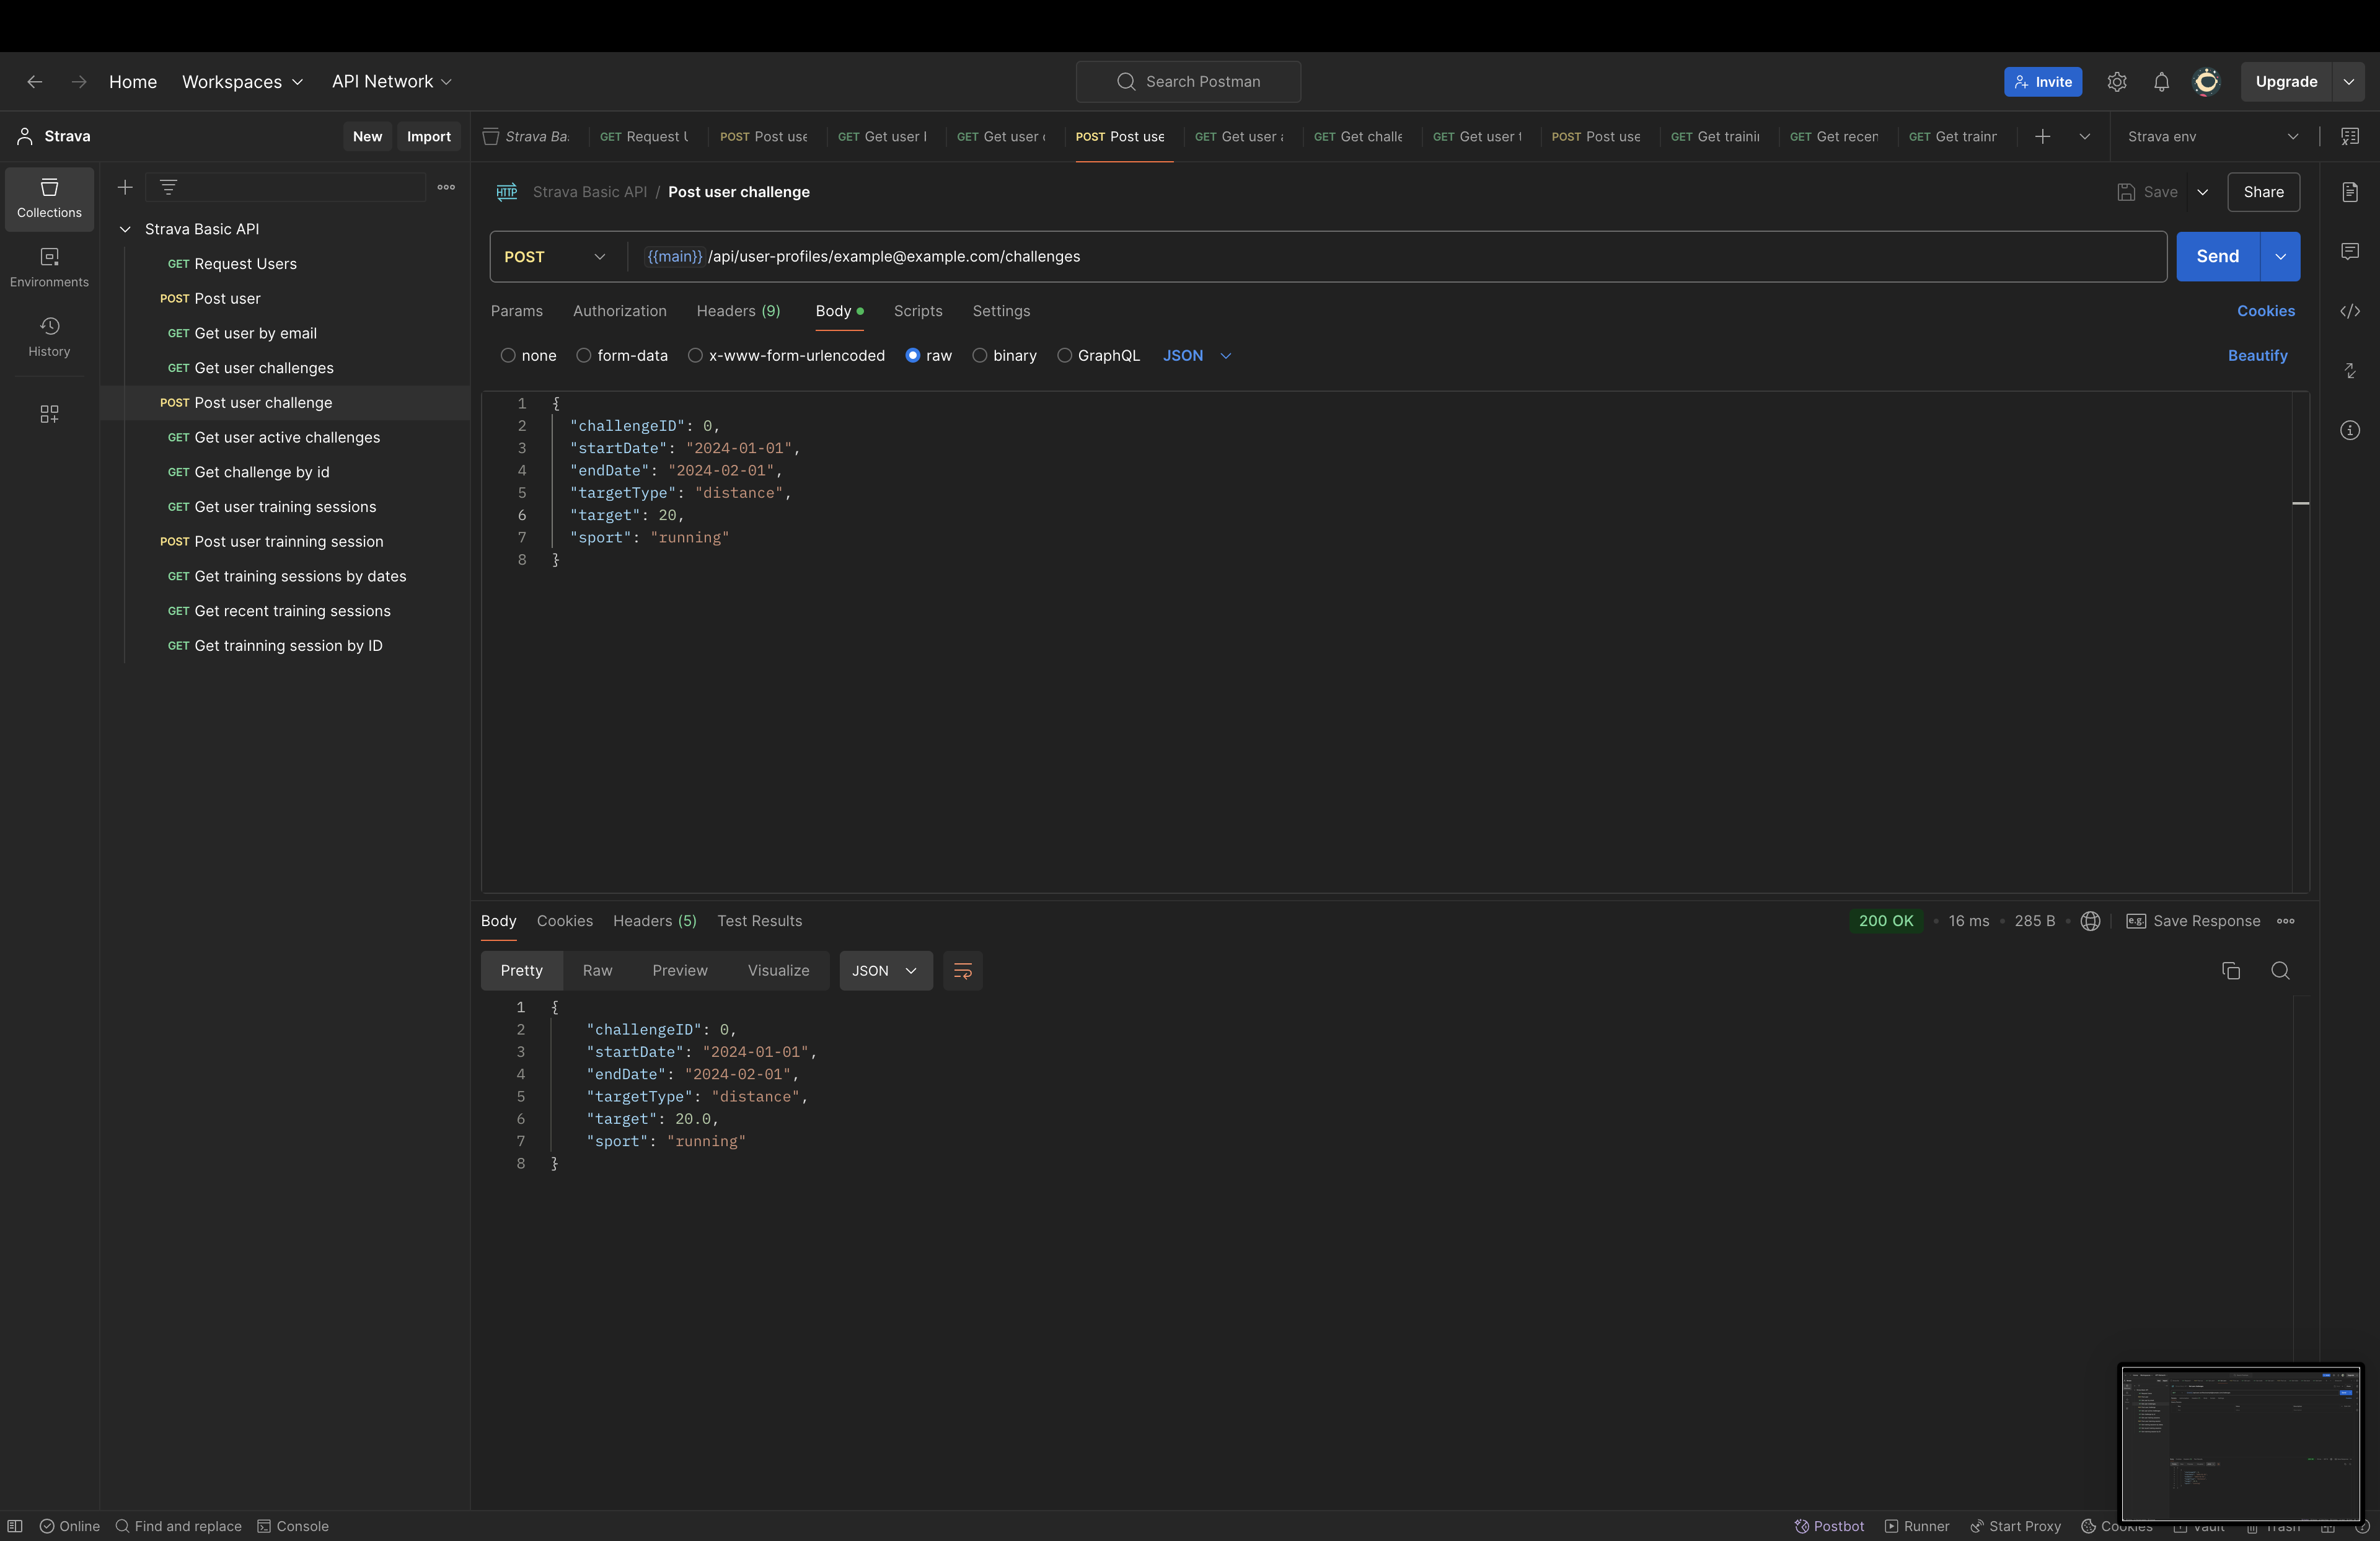 Home Workspaces API Network Search Postman Invite Upgrade
Strava New Import Strava Ba. GET Request U POST Post use GET Get user l GET Get user c POST Post use GET Get user a GET Get challe GET Get user t POST Post use GET Get trainii GET Get recen GET Get trainr Strava env
Collections
Environments
History
Strava Basic API
GET Request Users
POST Post user
GET Get user by email
GET Get user challenges
POST Post user challenge
GET Get user active challenges
GET Get challenge by id
GET Get user training sessions
POST Post user trainning session
GET Get training sessions by dates
GET Get recent training sessions
GET Get trainning session by ID
HTTP Strava Basic API / Post user challenge Save Share
POST {{main}} /api/user-profiles/example@example.com/challenges Send
Params Authorization Headers (9) Body Scripts Settings Cookies
none form-data x-www-form-urlencoded raw binary GraphQL JSON Beautify
1 {
2 "challengeID": 0,
3 "startDate": "2024-01-01",
4 "endDate": "2024-02-01",
5 "targetType": "distance",
6 "target": 20,
7 "sport": "running"
8 }
Body Cookies Headers (5) Test Results 200 OK 16 ms 285 B e.g. Save Response
Pretty Raw Preview Visualize JSON
1 {
2 "challengeID": 0,
3 "startDate": "2024-01-01",
4 "endDate": "2024-02-01",
5 "targetType": "distance",
6 "target": 20.0,
7 "sport": "running"
8 }
Online Find and replace Console Postbot Runner Start Proxy Cookies Vault Trash